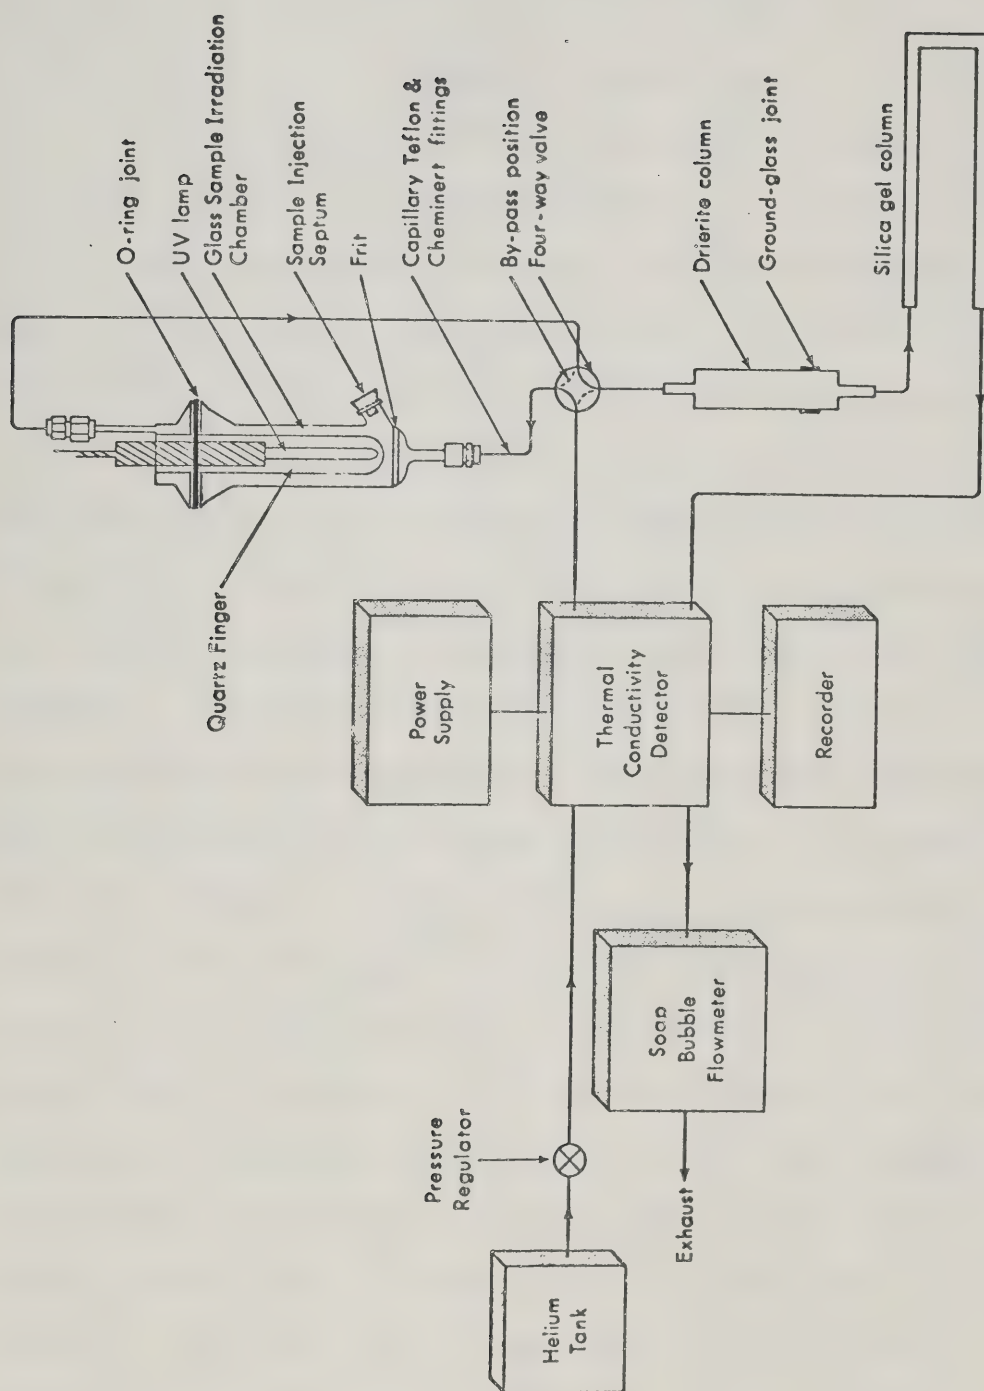 O-ring joint
UV lamp
Glass Sample Irradiation
Chamber
Sample Injection
Septum
Frit
Capillary Teflon &
Cheminert fittings
By-pass position
Four-way valve
Drierite column
Ground-glass joint
Silica gel column
Quartz Finger
Power
Supply
Thermal
Conductivity
Detector
Recorder
Pressure
Regulator
Soap
Bubble
Flowmeter
Helium
Tank
Exhaust